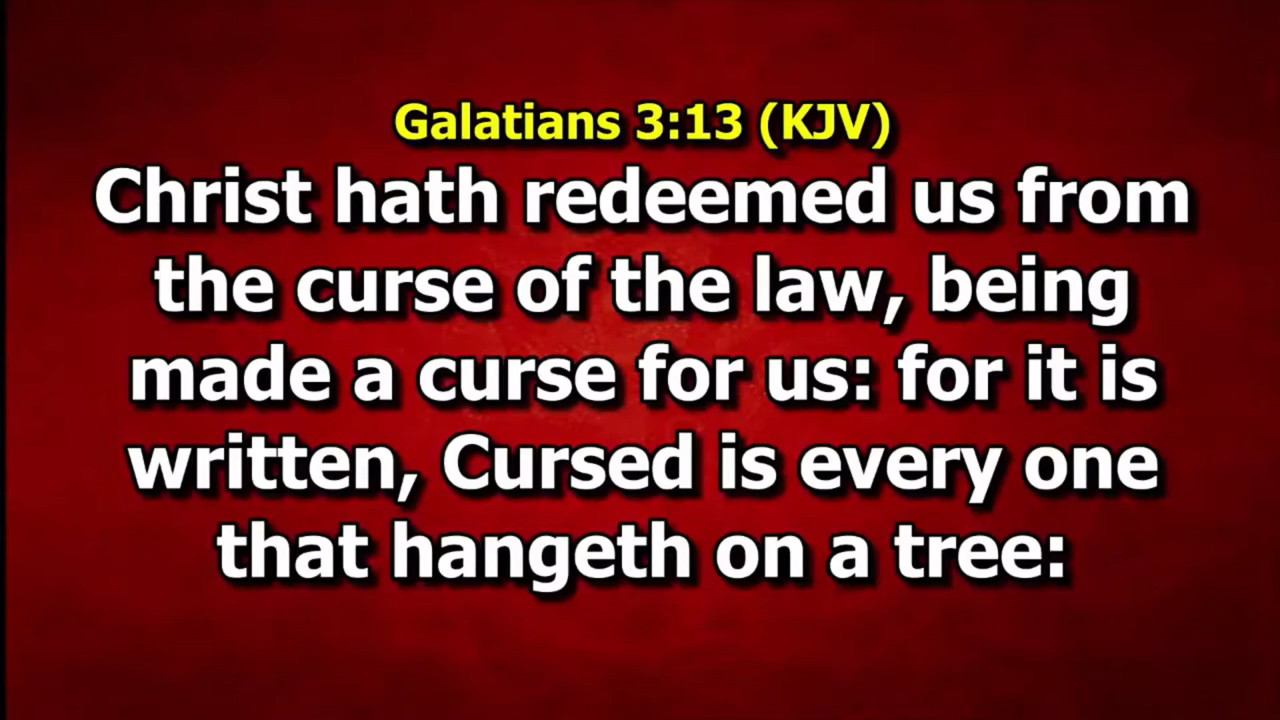 Galatians 3:13 (KJV)
Christ hath redeemed us from
the curse of the law, being
made a curse for us: for it is
written, Cursed is every one
that hangeth on a tree: